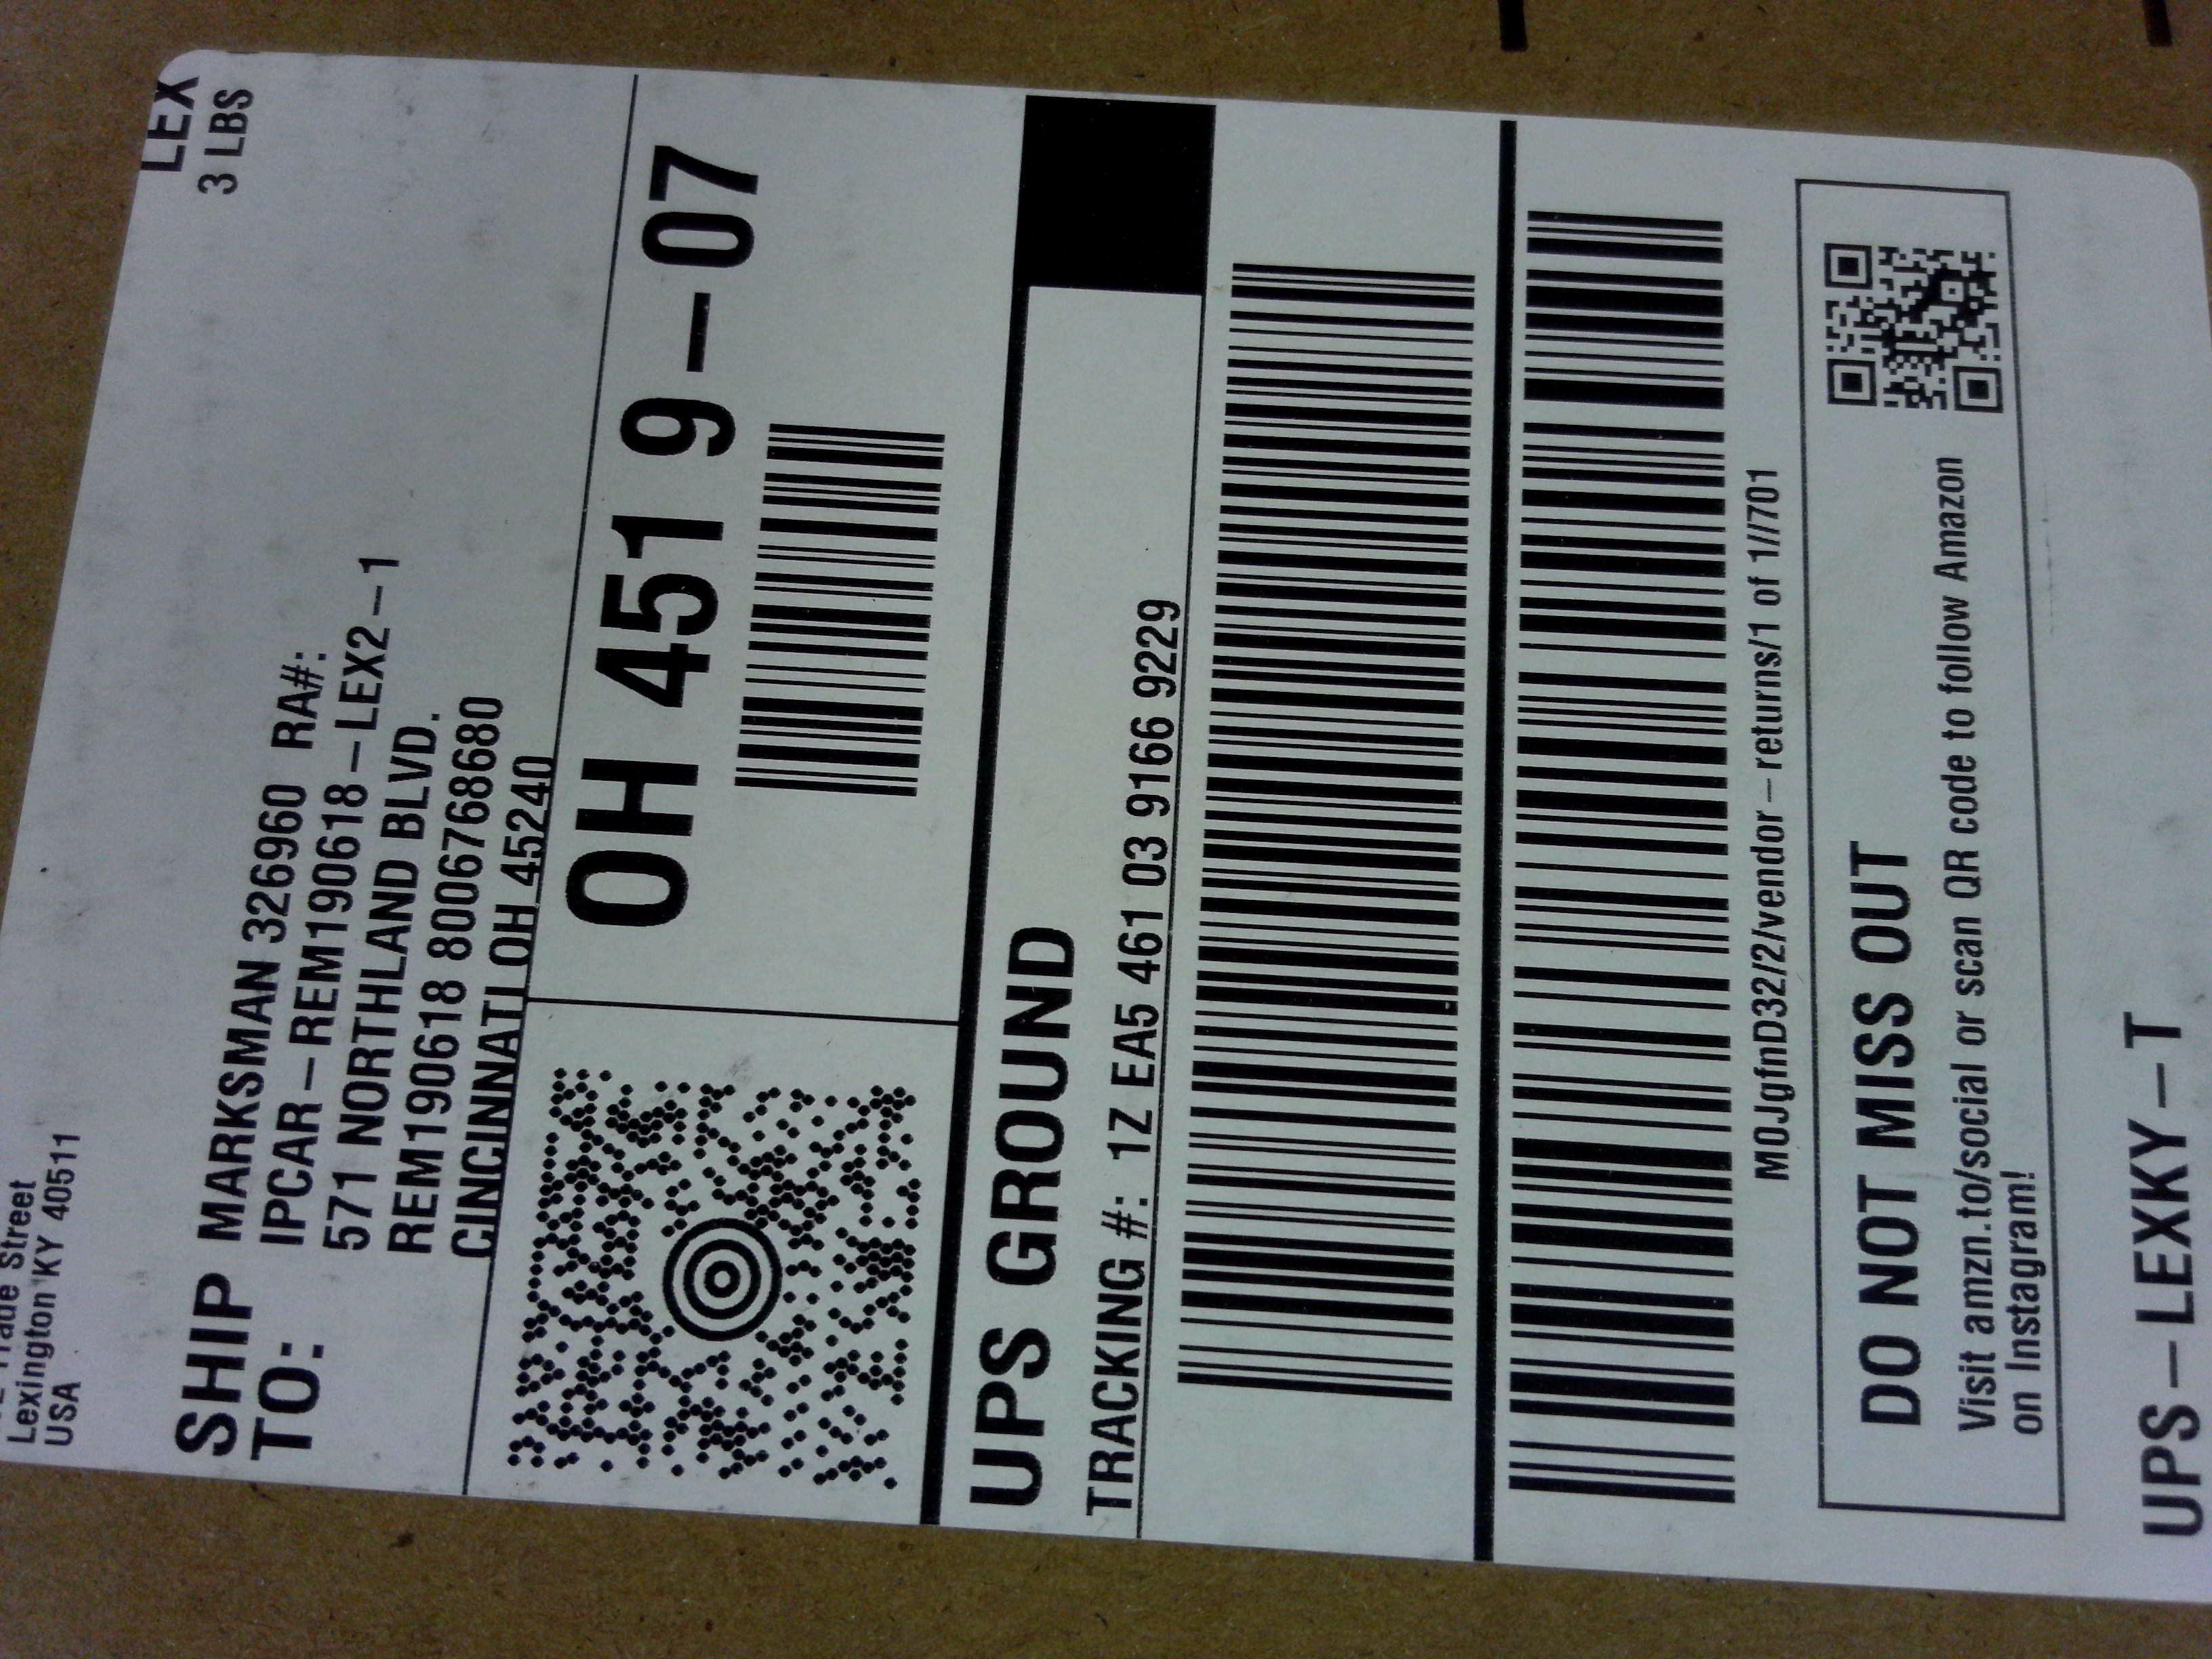 Street
Lexington KY 40511
USA
LEX
3 LBS
SHIP
TO:
MARKSMAN 326960 RA#:
IPCAR-REM190618-LEX2-1
571 NORTHLAND BLVD.
REM190618 8006768680
CINCINNATI OH 45240
OH 451 9-07
UPS GROUND
TRACKING #: 1Z EA5 461 03 9166 9229
M0JgfnD32/2/vendor-returns/1 of 1//701
DO NOT MISS OUT
Visit amzn.to/social or scan QR code to follow Amazon
on Instagram!
UPS-LEXKY-T